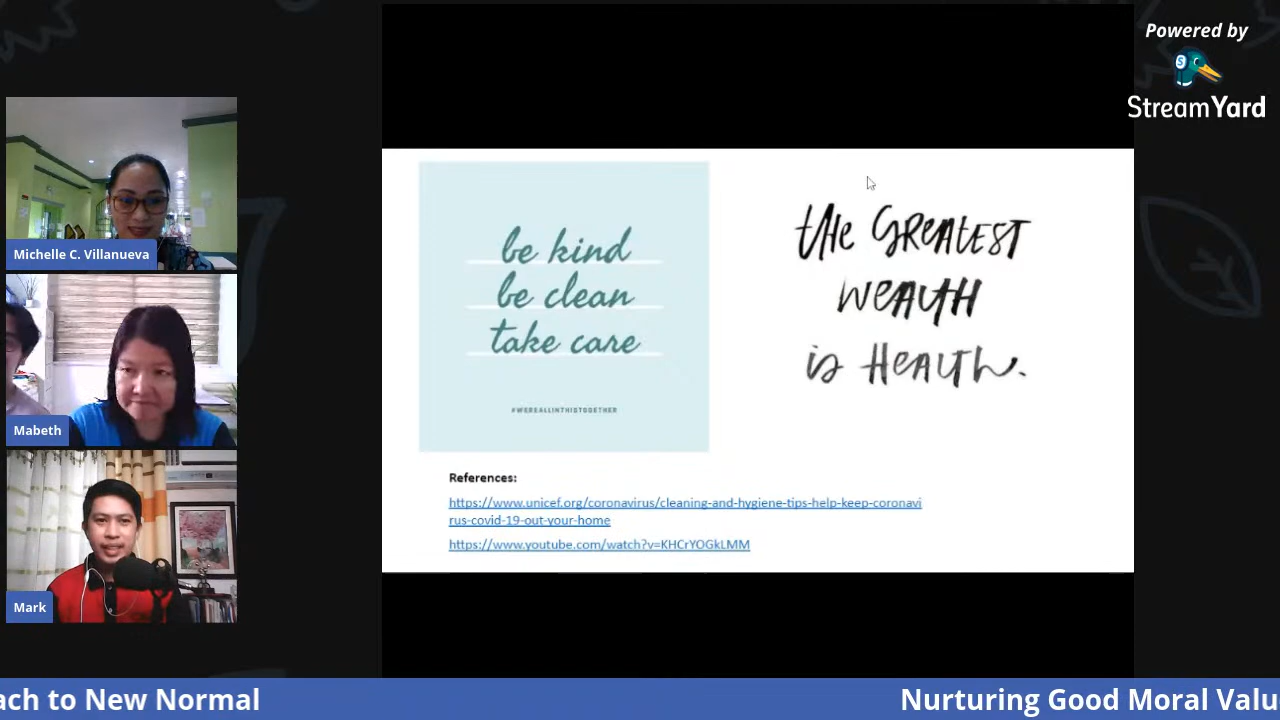 Powered by
StreamYard
Michelle C. Villanueva
Mabeth
Mark
be kind
be clean
take care
#WEREALLINTHISTOGETHER
the GREATEST
WEALTH
is HEALTH.
References:
https://www.unicef.org/coronavirus/cleaning-and-hygiene-tips-help-keep-coronavi
rus-covid-19-out-your-home
https://www.youtube.com/watch?v=KHCrYOGkLMM
ach to New Normal
Nurturing Good Moral Valu